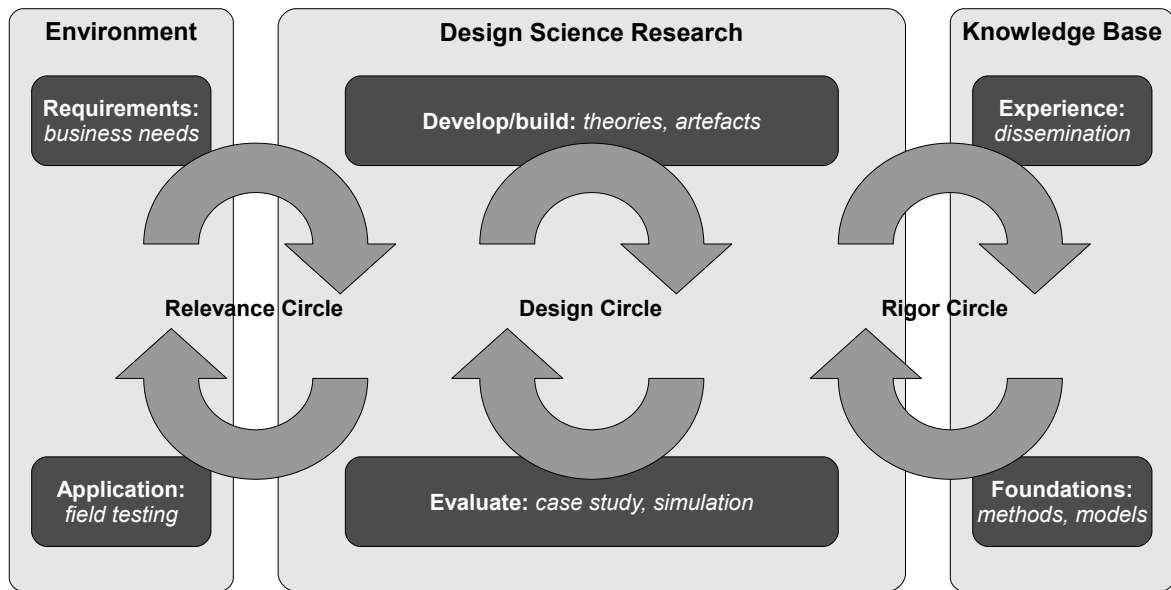 Environment
Design Science Research
Knowledge Base
Requirements:
business needs
Develop/build: theories, artefacts
Experience:
dissemination
Relevance Circle
Design Circle
Rigor Circle
Application:
field testing
Evaluate: case study, simulation
Foundations:
methods, models